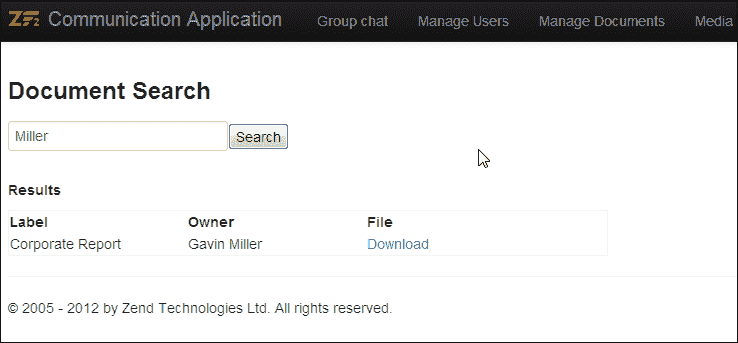 ZF2 Communication Application Group chat Manage Users Manage Documents Media
Document Search
Miller Search
Results
Label Owner File
Corporate Report Gavin Miller Download
© 2005 - 2012 by Zend Technologies Ltd. All rights reserved.